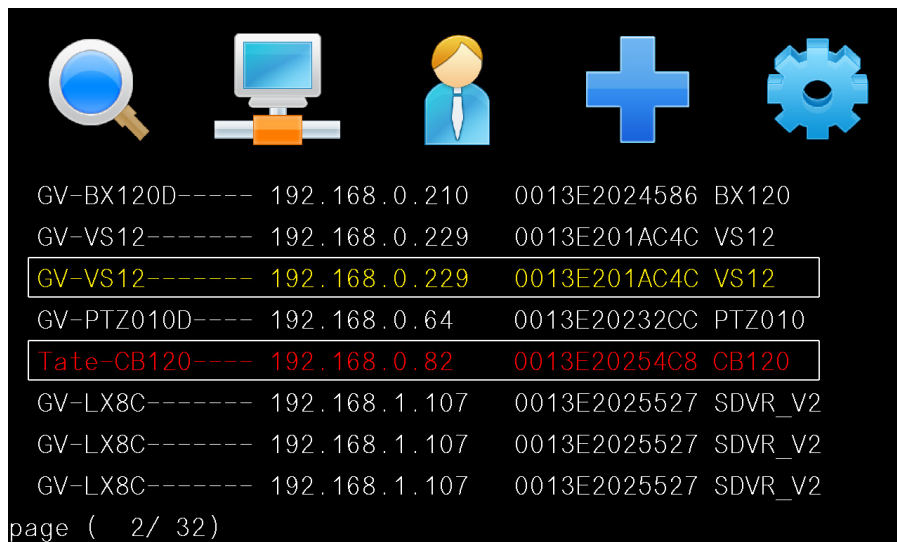 GV-BX120D----- 192.168.0.210 0013E2024586 BX120
GV-VS12------- 192.168.0.229 0013E201AC4C VS12
GV-VS12------- 192.168.0.229 0013E201AC4C VS12
GV-PTZ010D---- 192.168.0.64 0013E20232CC PTZ010
Tate-CB120---- 192.168.0.82 0013E20254C8 CB120
GV-LX8C------- 192.168.1.107 0013E2025527 SDVR_V2
GV-LX8C------- 192.168.1.107 0013E2025527 SDVR_V2
GV-LX8C------- 192.168.1.107 0013E2025527 SDVR_V2
page ( 2/ 32)